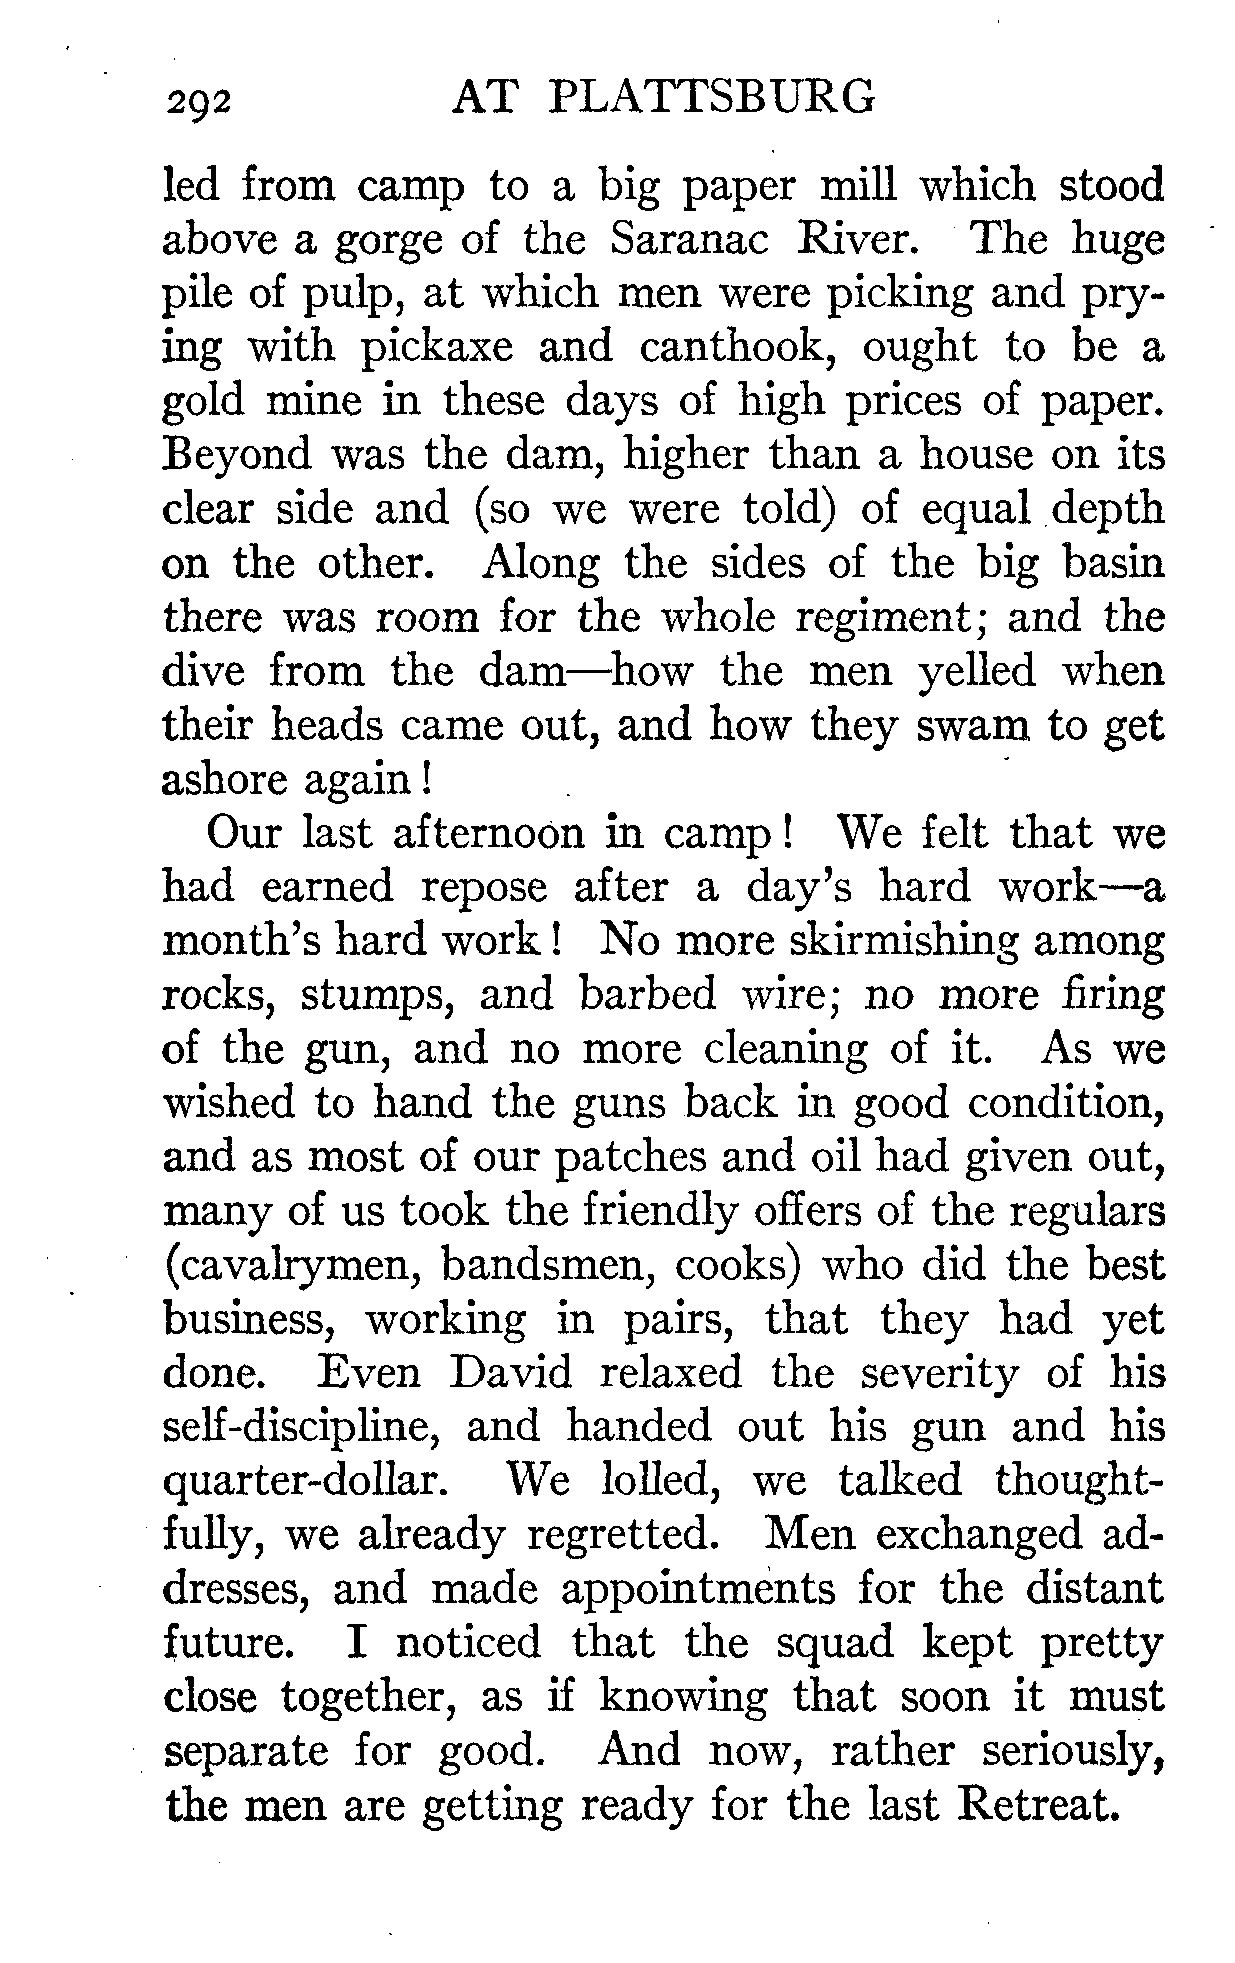 292 AT PLATTSBURG
led from camp to a big paper mill which stood
above a gorge of the Saranac River. The huge
pile of pulp, at which men were picking and pry-
ing with pickaxe and canthook, ought to be a
gold mine in these days of high prices of paper.
Beyond was the dam, higher than a house on its
clear side and (so we were told) of equal depth
on the other. Along the sides of the big basin
there was room for the whole regiment; and the
dive from the dam—how the men yelled when
their heads came out, and how they swam to get
ashore again!
Our last afternoon in camp! We felt that we
had earned repose after a day's hard work—a
month's hard work! No more skirmishing among
rocks, stumps, and barbed wire; no more firing
of the gun, and no more cleaning of it. As we
wished to hand the guns back in good condition,
and as most of our patches and oil had given out,
many of us took the friendly offers of the regulars
(cavalrymen, bandsmen, cooks) who did the best
business, working in pairs, that they had yet
done. Even David relaxed the severity of his
self-discipline, and handed out his gun and his
quarter-dollar. We lolled, we talked thought-
fully, we already regretted. Men exchanged ad-
dresses, and made appointments for the distant
future. I noticed that the squad kept pretty
close together, as if knowing that soon it must
separate for good. And now, rather seriously,
the men are getting ready for the last Retreat.